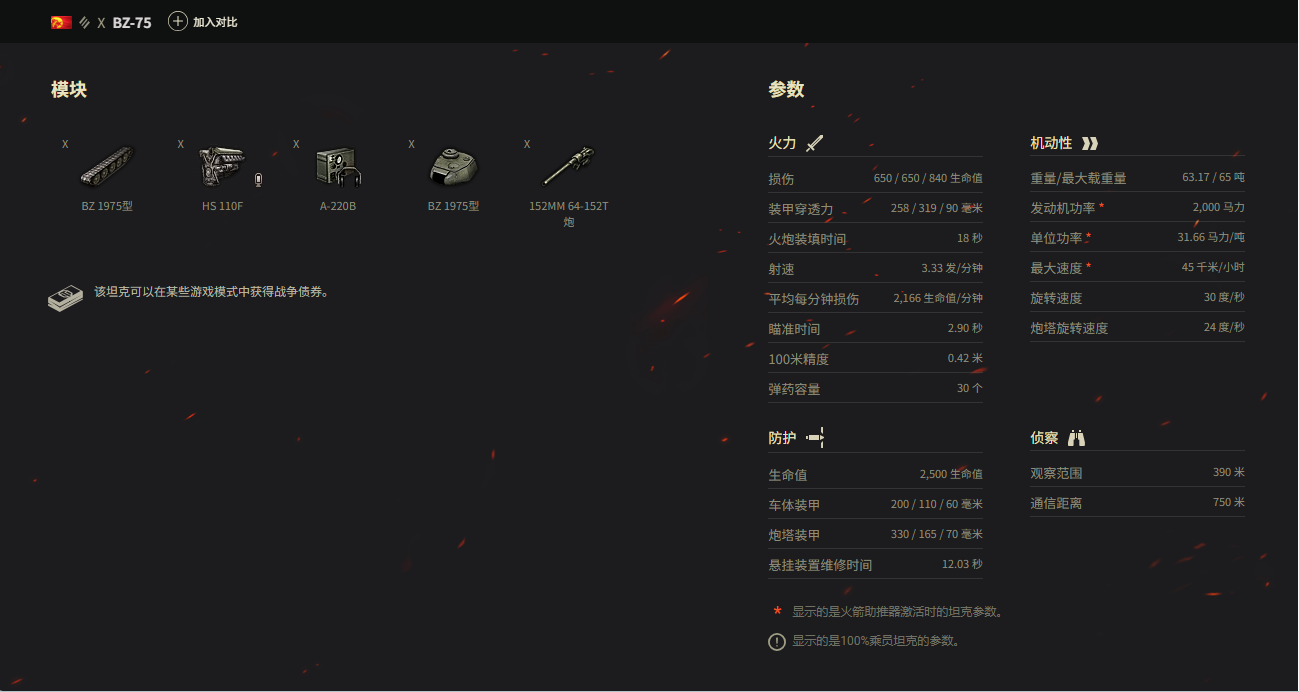 X BZ-75 加入对比
模块
X X X X X
BZ 1975型 HS 110F A-220B BZ 1975型 152MM 64-152T
炮
该坦克可以在某些游戏模式中获得战争债券。
参数
火力
损伤 650 / 650 / 840 生命值
装甲穿透力 258 / 319 / 90 毫米
火炮装填时间 18 秒
射速 3.33 发/分钟
平均每分钟损伤 2,166 生命值/分钟
瞄准时间 2.90 秒
100米精度 0.42 米
弹药容量 30 个
机动性
重量/最大载重量 63.17 / 65 吨
发动机功率 * 2,000 马力
单位功率 * 31.66 马力/吨
最大速度 * 45 千米/小时
旋转速度 30 度/秒
炮塔旋转速度 24 度/秒
防护
生命值 2,500 生命值
车体装甲 200 / 110 / 60 毫米
炮塔装甲 330 / 165 / 70 毫米
悬挂装置维修时间 12.03 秒
侦察
观察范围 390 米
通信距离 750 米
* 显示的是火箭助推器激活时的坦克参数。
显示的是100%乘员坦克的参数。